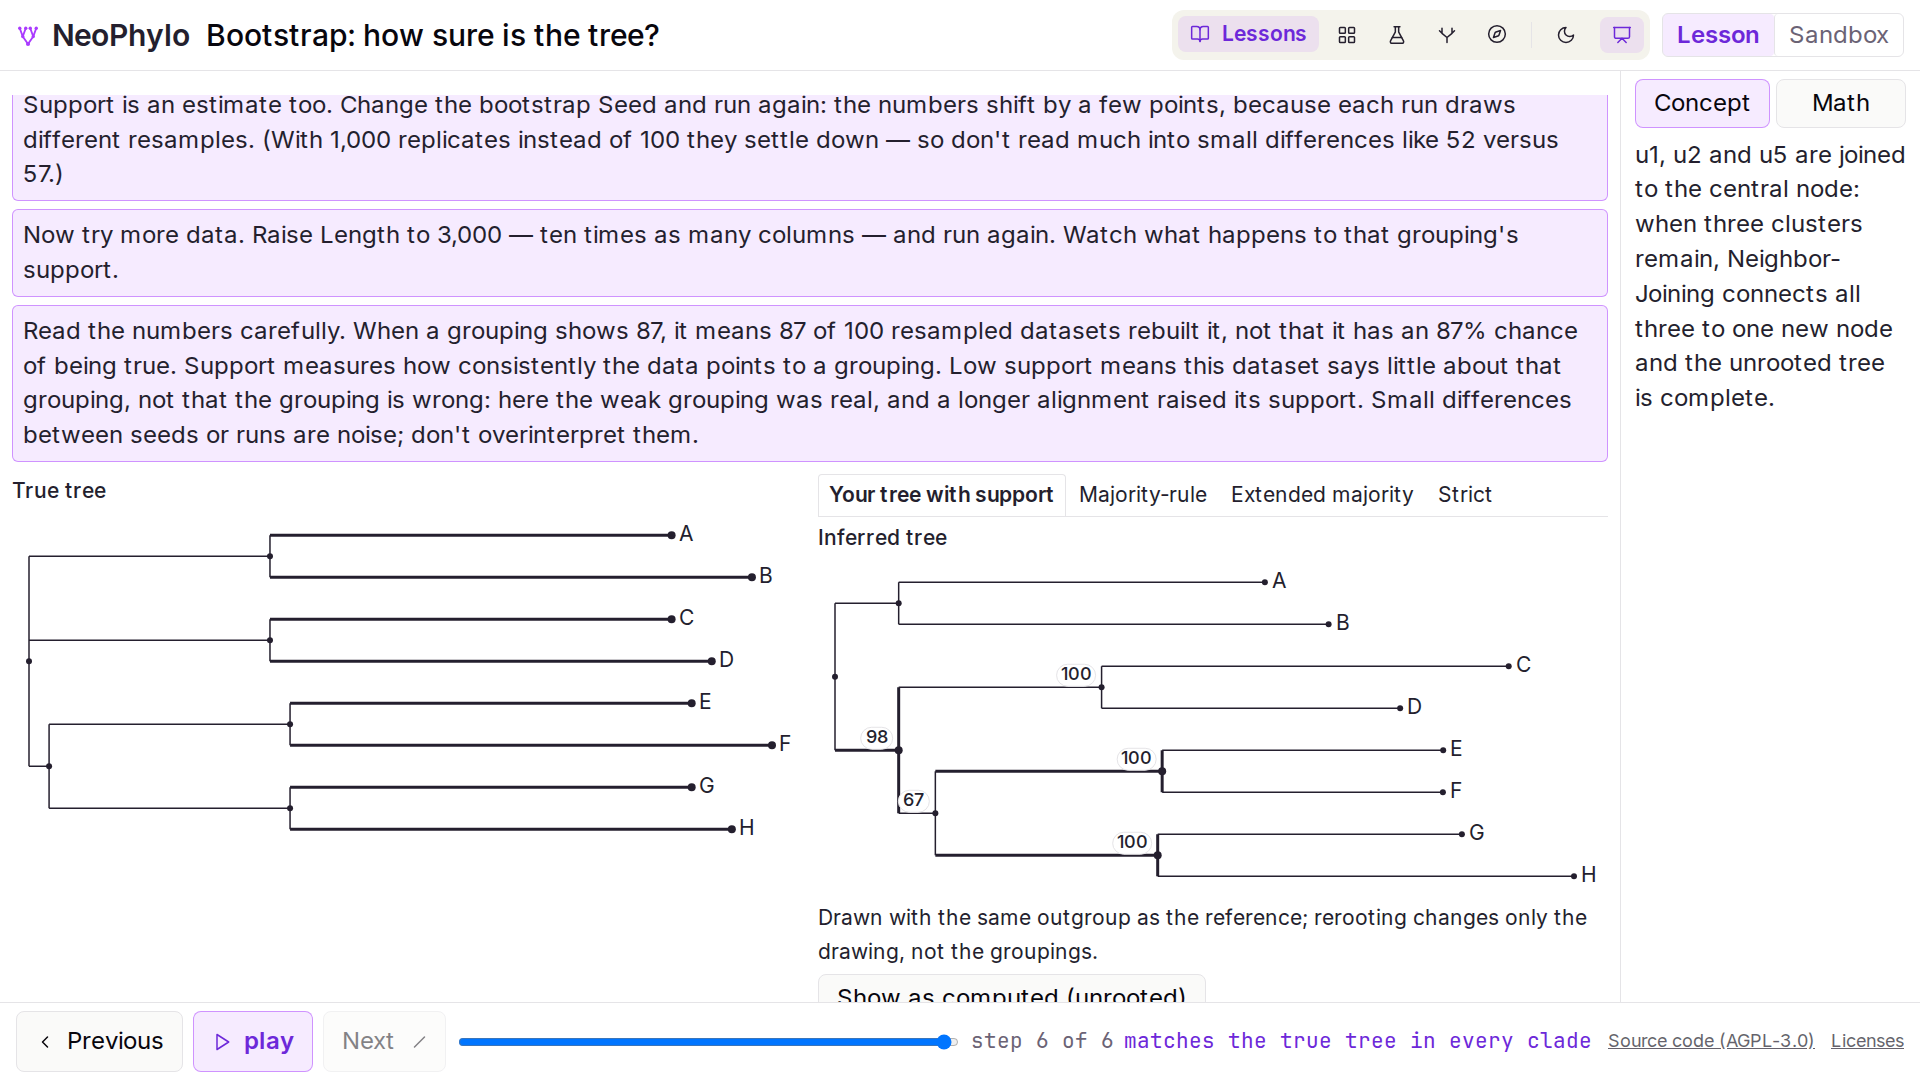 NeoPhylo Bootstrap: how sure is the tree?
Lessons
Lesson Sandbox
Support is an estimate too. Change the bootstrap Seed and run again: the numbers shift by a few points, because each run draws
different resamples. (With 1,000 replicates instead of 100 they settle down — so don't read much into small differences like 52 versus
57.)
Now try more data. Raise Length to 3,000 — ten times as many columns — and run again. Watch what happens to that grouping's
support.
Read the numbers carefully. When a grouping shows 87, it means 87 of 100 resampled datasets rebuilt it, not that it has an 87% chance
of being true. Support measures how consistently the data points to a grouping. Low support means this dataset says little about that
grouping, not that the grouping is wrong: here the weak grouping was real, and a longer alignment raised its support. Small differences
between seeds or runs are noise; don't overinterpret them.
True tree
A
B
C
D
E
F
G
H
Your tree with support Majority-rule Extended majority Strict
Inferred tree
A
B
100
C
D
98
100
E
F
67
100
G
H
Drawn with the same outgroup as the reference; rerooting changes only the
drawing, not the groupings.
Show as computed (unrooted)
Concept Math
u1, u2 and u5 are joined
to the central node:
when three clusters
remain, Neighbor-
Joining connects all
three to one new node
and the unrooted tree
is complete.
Previous play Next step 6 of 6 matches the true tree in every clade Source code (AGPL-3.0) Licenses